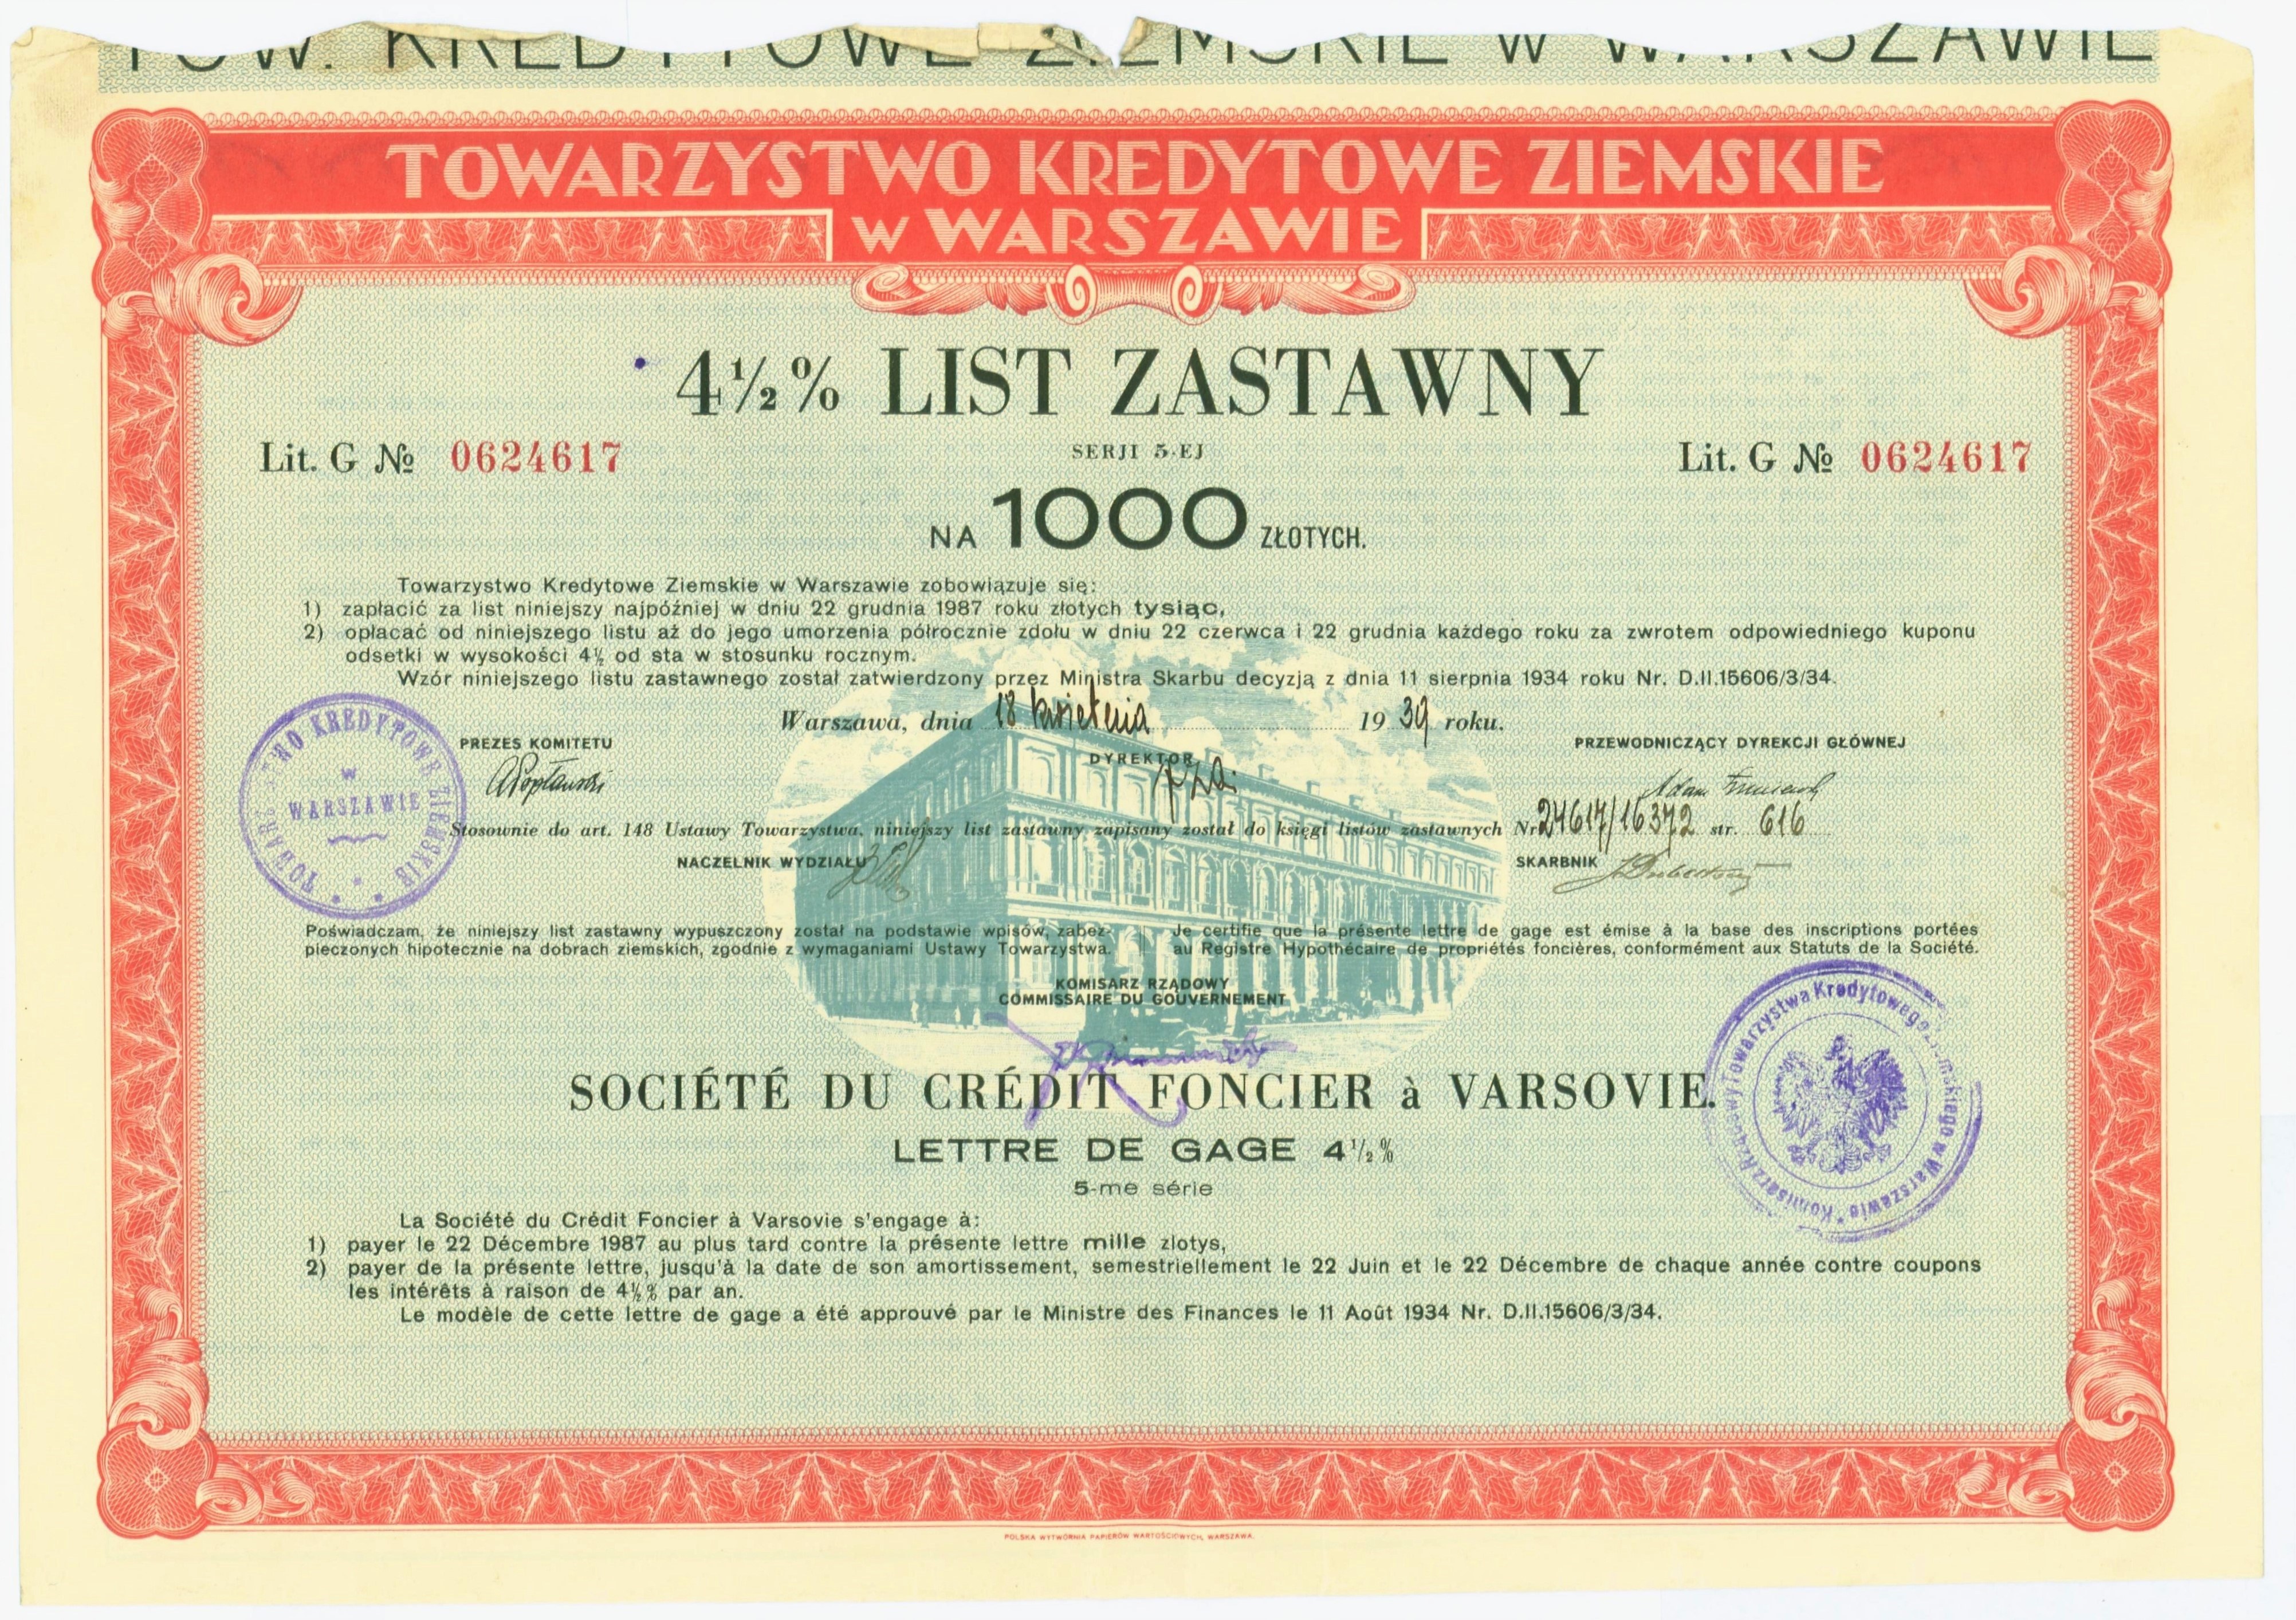 TOW. KREDYTOWE ZIEMSKIE W WARSZAWIE
TOWARZYSTWO KREDYTOWE ZIEMSKIE
W WARSZAWIE
4½% LIST ZASTAWNY
Lit. G № 0624617
SERJI 5-EJ
Lit. G № 0624617
NA 1000 ZŁOTYCH.
Towarzystwo Kredytowe Ziemskie w Warszawie zobowiązuje się:
1) zapłacić za list niniejszy najpóźniej w dniu 22 grudnia 1987 roku złotych tysiąc,
2) opłacać od niniejszego listu aż do jego umorzenia półrocznie zdołu w dniu 22 czerwca i 22 grudnia każdego roku za zwrotem odpowiedniego kuponu
odsetki w wysokości 4½ od sta w stosunku rocznym.
Wzór niniejszego listu zastawnego został zatwierdzony przez Ministra Skarbu decyzją z dnia 11 sierpnia 1934 roku Nr. D.II.15606/3/34.
Warszawa, dnia 18 kwietnia 1939 roku.
PREZES KOMITETU
DYREKTOR
PRZEWODNICZĄCY DYREKCJI GŁÓWNEJ
TOWARZYSTWO KREDYTOWE ZIEMSKIE
W
WARSZAWIE
Stosownie do art. 148 Ustawy Towarzystwa, niniejszy list zastawny zapisany został do księgi listów zastawnych Nr 24617/16372 str. 616
NACZELNIK WYDZIAŁU
SKARBNIK
Poświadczam, że niniejszy list zastawny wypuszczony został na podstawie wpisów, zabez-
pieczonych hipotecznie na dobrach ziemskich, zgodnie z wymaganiami Ustawy Towarzystwa.
Je certifie que la présente lettre de gage est émise à la base des inscriptions portées
au Registre Hypothécaire de propriétés foncières, conformément aux Statuts de la Société.
KOMISARZ RZĄDOWY
COMMISSAIRE DU GOUVERNEMENT
Komisarz Rządowy Towarzystwa Kredytowego Ziemskiego w Warszawie *
SOCIÉTÉ DU CRÉDIT FONCIER à VARSOVIE.
LETTRE DE GAGE 4½%
5-me série
La Société du Crédit Foncier à Varsovie s'engage à:
1) payer le 22 Décembre 1987 au plus tard contre la présente lettre mille zlotys,
2) payer de la présente lettre, jusqu'à la date de son amortissement, semestriellement le 22 Juin et le 22 Décembre de chaque année contre coupons
les intérêts à raison de 4½% par an.
Le modèle de cette lettre de gage a été approuvé par le Ministre des Finances le 11 Août 1934 Nr. D.II.15606/3/34.
POLSKA WYTWÓRNIA PAPIERÓW WARTOŚCIOWYCH, WARSZAWA.